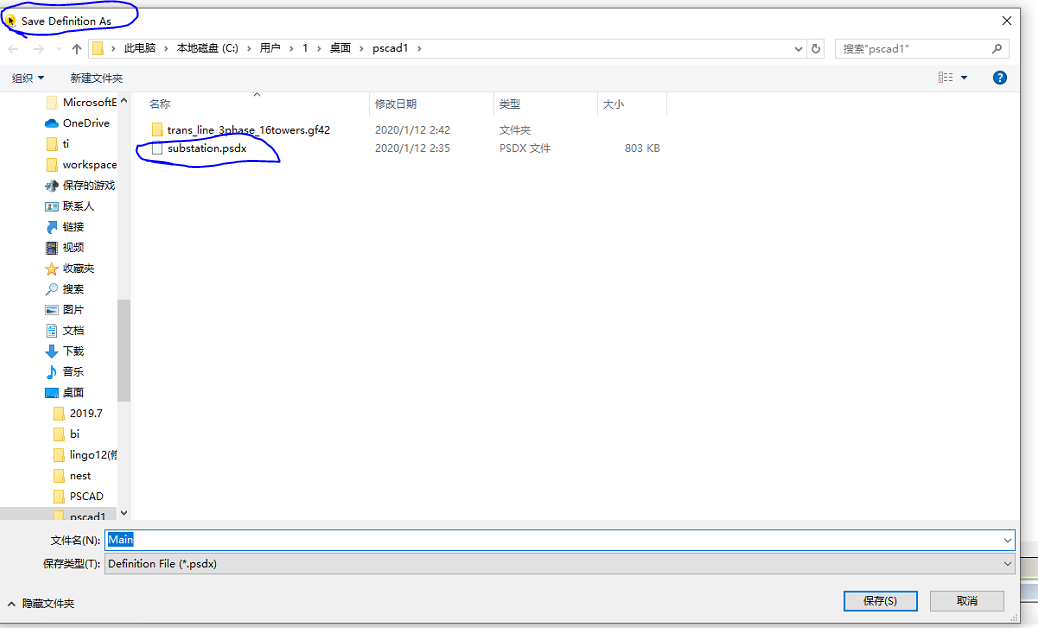 Save Definition As
此电脑 › 本地磁盘 (C:) › 用户 › 1 › 桌面 › pscad1 ›
搜索"pscad1"
组织 新建文件夹
名称 修改日期 类型 大小
trans_line_3phase_16towers.gf42 2020/1/12 2:42 文件夹
substation.psdx 2020/1/12 2:35 PSDX 文件 803 KB
MicrosoftE
OneDrive
ti
workspace
保存的游戏
联系人
链接
视频
收藏夹
搜索
图片
文档
下载
音乐
桌面
2019.7
bi
lingo12(
nest
PSCAD
pscad1
文件名(N): Main
保存类型(T): Definition File (*.psdx)
隐藏文件夹 保存(S) 取消